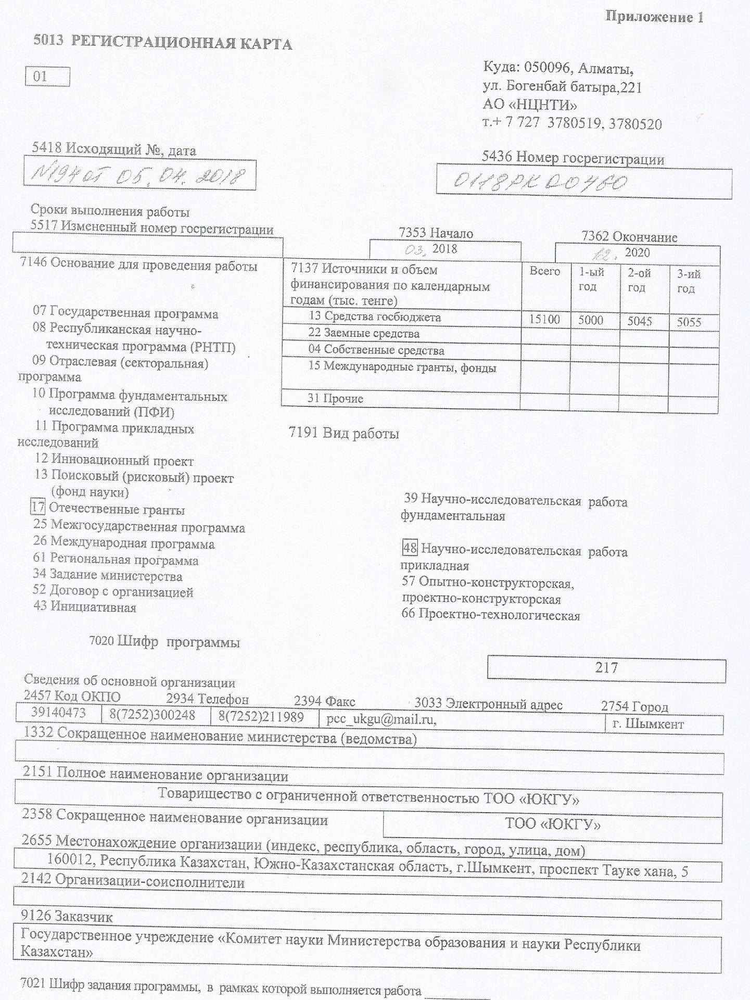 Приложение 1
5013 РЕГИСТРАЦИОННАЯ КАРТА
01
Куда: 050096, Алматы,
ул. Богенбай батыра,221
АО «НЦНТИ»
т.+ 7 727 3780519, 3780520
5418 Исходящий №, дата
N194 от 05.04.2018
5436 Номер госрегистрации
0118РК00460
Сроки выполнения работы
5517 Измененный номер госрегистрации
7353 Начало
03. 2018
7362 Окончание
12. 2020
7146 Основание для проведения работы
07 Государственная программа
08 Республиканская научно-
техническая программа (РНТП)
09 Отраслевая (секторальная)
программа
10 Программа фундаментальных
исследований (ПФИ)
11 Программа прикладных
исследований
12 Инновационный проект
13 Поисковый (рисковый) проект
(фонд науки)
17 Отечественные гранты
25 Межгосударственная программа
26 Международная программа
61 Региональная программа
34 Задание министерства
52 Договор с организацией
43 Инициативная
7137 Источники и объем
финансирования по календарным
годам (тыс. тенге)
Всего
1-ый
год
2-ой
год
3-ий
год
13 Средства госбюджета 15100 5000 5045 5055
22 Заемные средства
04 Собственные средства
15 Международные гранты, фонды
31 Прочие
7191 Вид работы
39 Научно-исследовательская работа
фундаментальная
48 Научно-исследовательская работа
прикладная
57 Опытно-конструкторская,
проектно-конструкторская
66 Проектно-технологическая
7020 Шифр программы
217
Сведения об основной организации
2457 Код ОКПО 2934 Телефон 2394 Факс 3033 Электронный адрес 2754 Город
39140473 8(7252)300248 8(7252)211989 pcc_ukgu@mail.ru, г. Шымкент
1332 Сокращенное наименование министерства (ведомства)
2151 Полное наименование организации
Товарищество с ограниченной ответственностью ТОО «ЮКГУ»
2358 Сокращенное наименование организации
ТОО «ЮКГУ»
2655 Местонахождение организации (индекс, республика, область, город, улица, дом)
160012, Республика Казахстан, Южно-Казахстанская область, г.Шымкент, проспект Тауке хана, 5
2142 Организации-соисполнители
9126 Заказчик
Государственное учреждение «Комитет науки Министерства образования и науки Республики
Казахстан»
7021 Шифр задания программы, в рамках которой выполняется работа